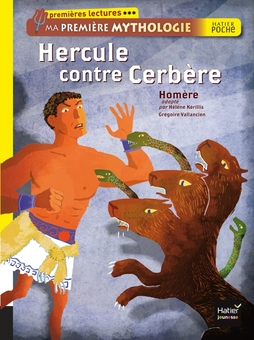 premières lectures •••
MA PREMIÈRE MYTHOLOGIE
HATIER
POCHE
Hercule
contre Cerbère
Homère
adapté
par Hélène Kérillis
Grégoire Vallancien
Hatier
jeunesse